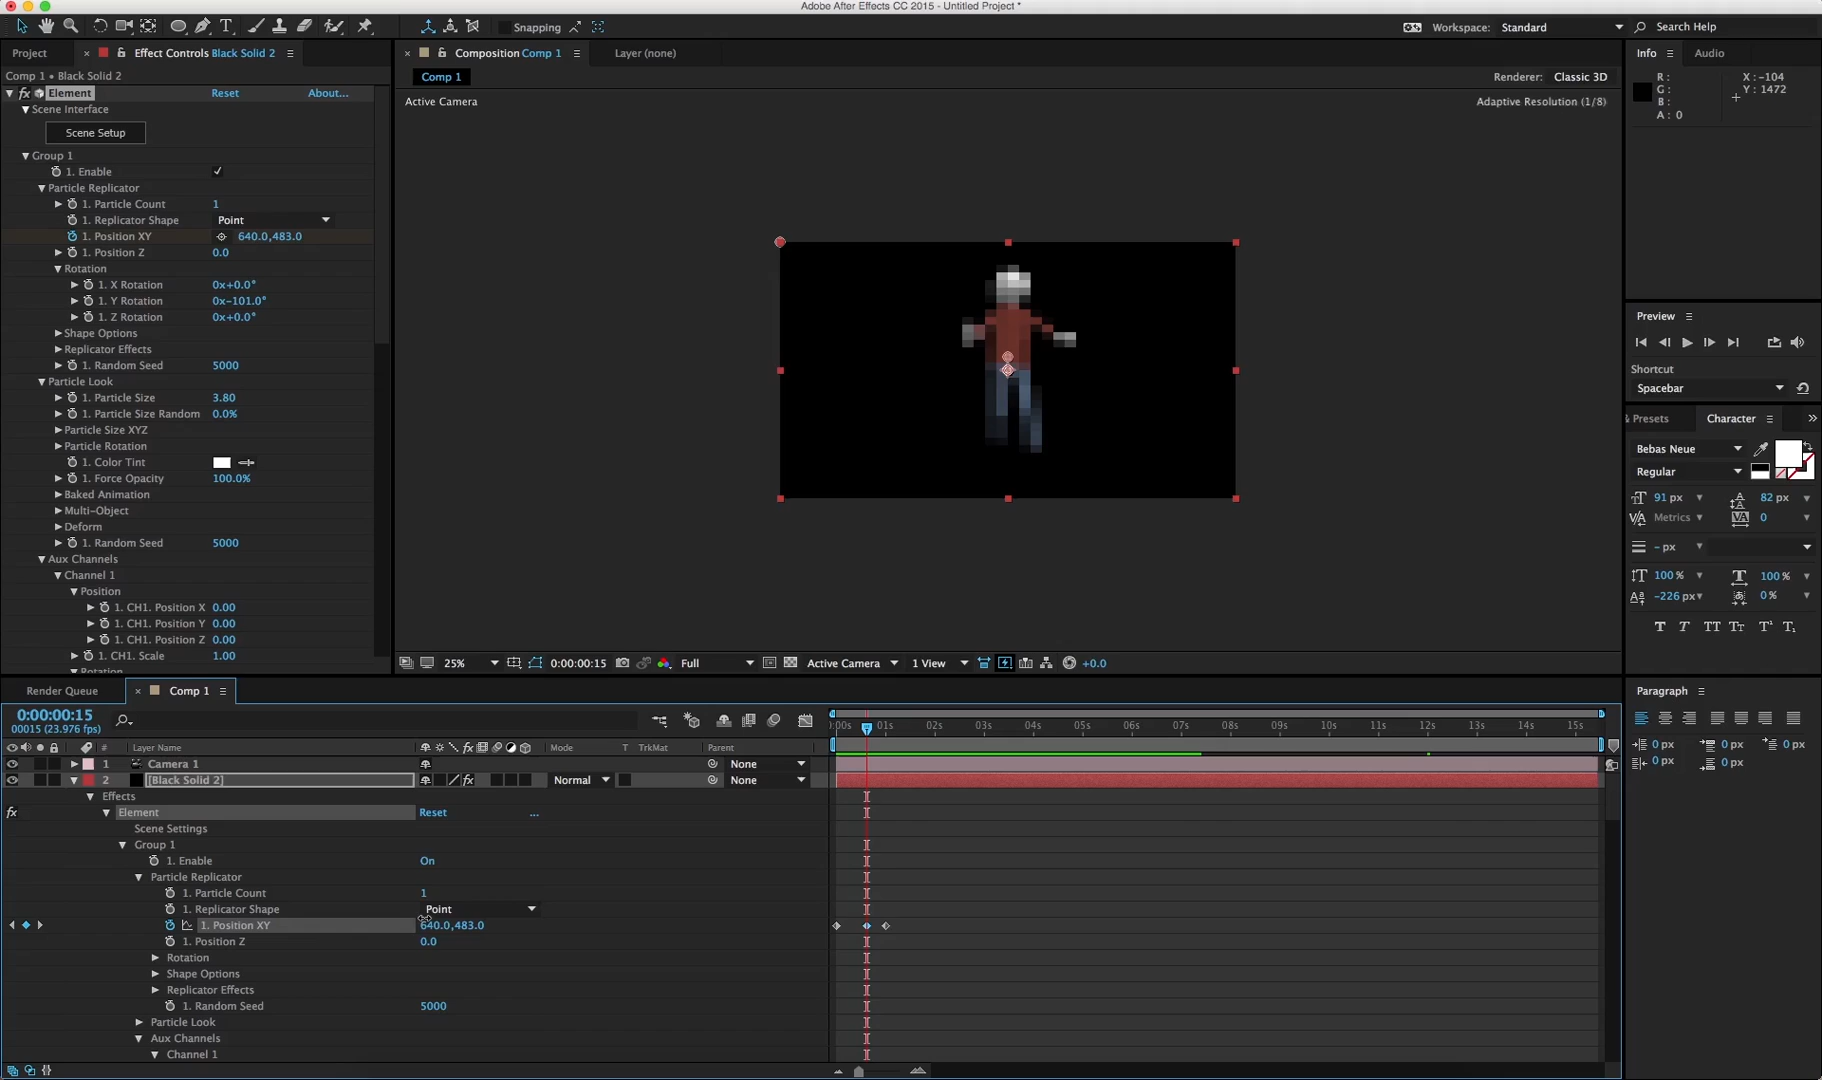 Adobe After Effects CC 2015 - Untitled Project *
Snapping
Workspace: Standard
Search Help
Project
Effect Controls Black Solid 2
Composition Comp 1
Layer (none)
Info
Audio
Comp 1 • Black Solid 2
Comp 1
Renderer: Classic 3D
R:
G:
B:
A: 0
X: -104
Y: 1472
fx Element Reset About...
Active Camera
Adaptive Resolution (1/8)
Scene Interface
Scene Setup
Group 1
1. Enable
Particle Replicator
1. Particle Count 1
1. Replicator Shape Point
1. Position XY 640.0,483.0
1. Position Z 0.0
Rotation
1. X Rotation 0x+0.0°
1. Y Rotation 0x-101.0°
1. Z Rotation 0x+0.0°
Shape Options
Replicator Effects
1. Random Seed 5000
Particle Look
1. Particle Size 3.80
1. Particle Size Random 0.0%
Particle Size XYZ
Particle Rotation
1. Color Tint
1. Force Opacity 100.0%
Baked Animation
Multi-Object
Deform
1. Random Seed 5000
Aux Channels
Channel 1
Position
1. CH1. Position X 0.00
1. CH1. Position Y 0.00
1. CH1. Position Z 0.00
1. CH1. Scale 1.00
Preview
Shortcut
Spacebar
& Presets
Character
Bebas Neue
Regular
91 px
82 px
Metrics
0
- px
100 %
100 %
-226 px
0 %
T T TT Tт T¹ T₁
25%
0:00:00:15
Full
Active Camera
1 View
+0.0
Render Queue
Comp 1
Paragraph
0:00:00:15
00015 (23.976 fps)
:00s 01s 02s 03s 04s 05s 06s 07s 08s 09s 10s 11s 12s 13s 14s 15s
0 px 0 px 0 px
0 px 0 px
# Layer Name Mode T TrkMat Parent
1 Camera 1 None
2 [Black Solid 2] Normal None
Effects
fx Element Reset ...
Scene Settings
Group 1
1. Enable On
Particle Replicator
1. Particle Count 1
1. Replicator Shape Point
1. Position XY 640.0,483.0
1. Position Z 0.0
Rotation
Shape Options
Replicator Effects
1. Random Seed 5000
Particle Look
Aux Channels
Channel 1